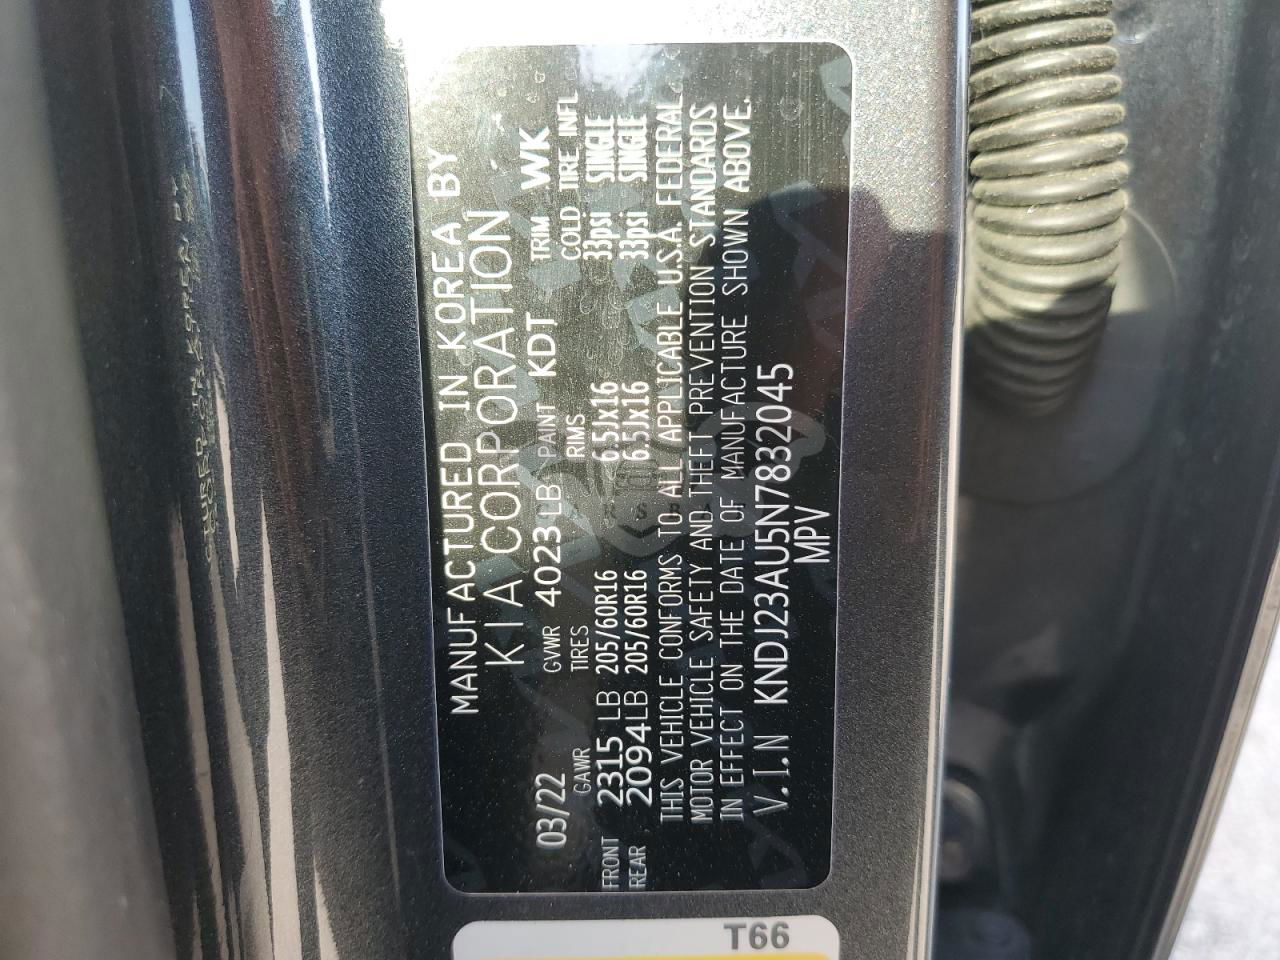 MANUFACTURED IN KOREA BY
KIA CORPORATION
03/22 GVWR 4023 LB PAINT KDT TRIM WK
GAWR TIRES RIMS COLD TIRE INFL
FRONT 2315 LB 205/60R16 6.5Jx16 33psi SINGLE
REAR 2094LB 205/60R16 6.5Jx16 33psi SINGLE
THIS VEHICLE CONFORMS TO ALL APPLICABLE U.S.A. FEDERAL
MOTOR VEHICLE SAFETY AND THEFT PREVENTION STANDARDS
IN EFFECT ON THE DATE OF MANUFACTURE SHOWN ABOVE.
V.I.N KNDJ23AU5N7832045
MPV
T66